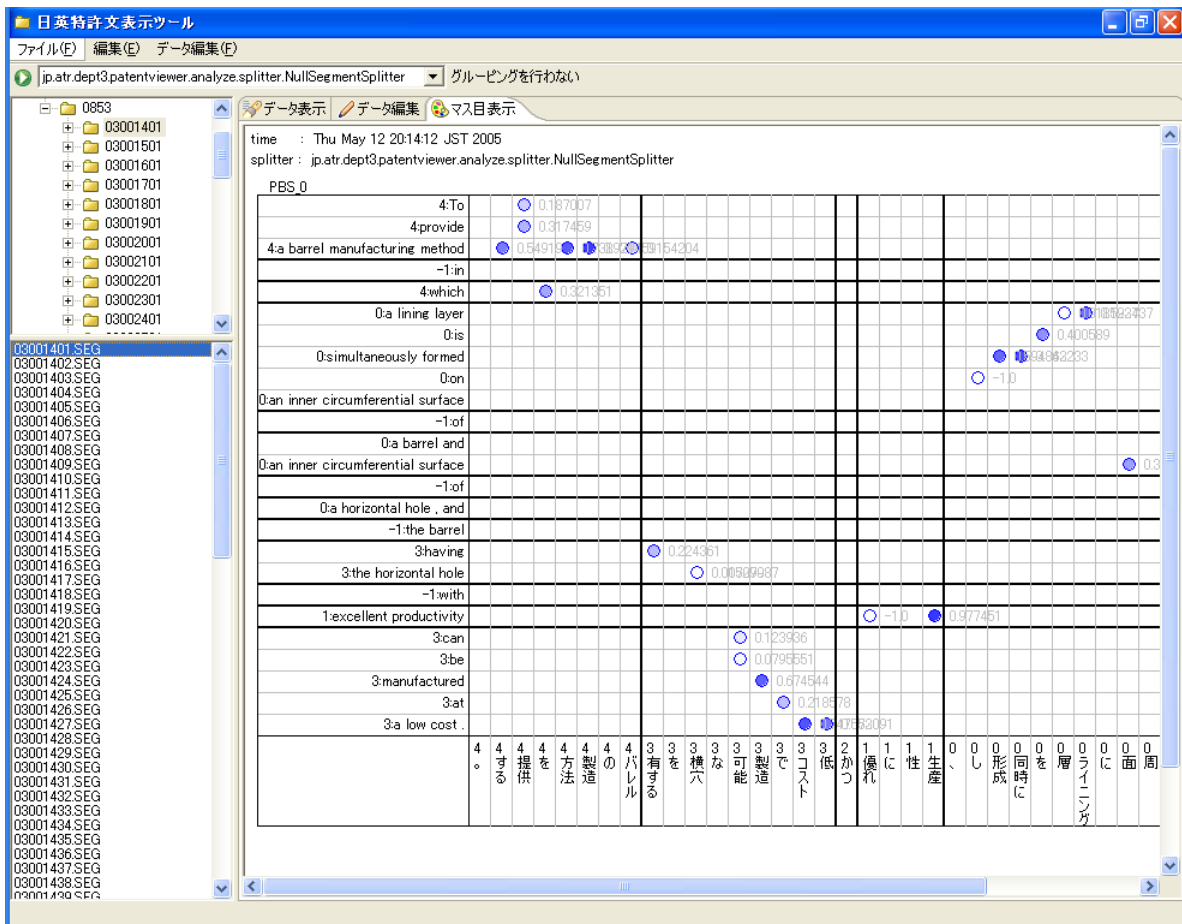 日英特許文表示ツール
ファイル(F) 編集(E) データ編集(F)
jp.atr.dept3.patentviewer.analyze.splitter.NullSegmentSplitter グルーピングを行わない
0853
03001401
03001501
03001601
03001701
03001801
03001901
03002001
03002101
03002201
03002301
03002401
03001401.SEG
03001402.SEG
03001403.SEG
03001404.SEG
03001405.SEG
03001406.SEG
03001407.SEG
03001408.SEG
03001409.SEG
03001410.SEG
03001411.SEG
03001412.SEG
03001413.SEG
03001414.SEG
03001415.SEG
03001416.SEG
03001417.SEG
03001418.SEG
03001419.SEG
03001420.SEG
03001421.SEG
03001422.SEG
03001423.SEG
03001424.SEG
03001425.SEG
03001426.SEG
03001427.SEG
03001428.SEG
03001429.SEG
03001430.SEG
03001431.SEG
03001432.SEG
03001433.SEG
03001434.SEG
03001435.SEG
03001436.SEG
03001437.SEG
03001438.SEG
03001439.SEG
データ表示 データ編集 マス目表示
time : Thu May 12 20:14:12 JST 2005
splitter : jp.atr.dept3.patentviewer.analyze.splitter.NullSegmentSplitter
PBS_0
4:To 0.187007
4:provide 0.317459
4:a barrel manufacturing method
-1:in
4:which 0.321351
0:a lining layer
0:is 0.400589
0:simultaneously formed
0:on -1.0
0:an inner circumferential surface
-1:of
0:a barrel and
0:an inner circumferential surface 0.3
-1:of
0:a horizontal hole , and
-1:the barrel
3:having 0.224361
3:the horizontal hole
-1:with
1:excellent productivity -1.0 0.977451
3:can 0.123936
3:be 0.0795551
3:manufactured 0.674544
3:at 0.218578
3:a low cost .
4 。
4 する
4 提供
4 を
4 方法
4 製造
4 の
4 バレル
3 有する
3 を
3 横穴
3 な
3 可能
3 製造
3 で
3 コスト
3 低
2 かつ
1 優れ
1 に
1 性
1 生産
0 、
0 し
0 形成
0 同時に
0 を
0 層
0 ライニング
0 に
0 面
0 周